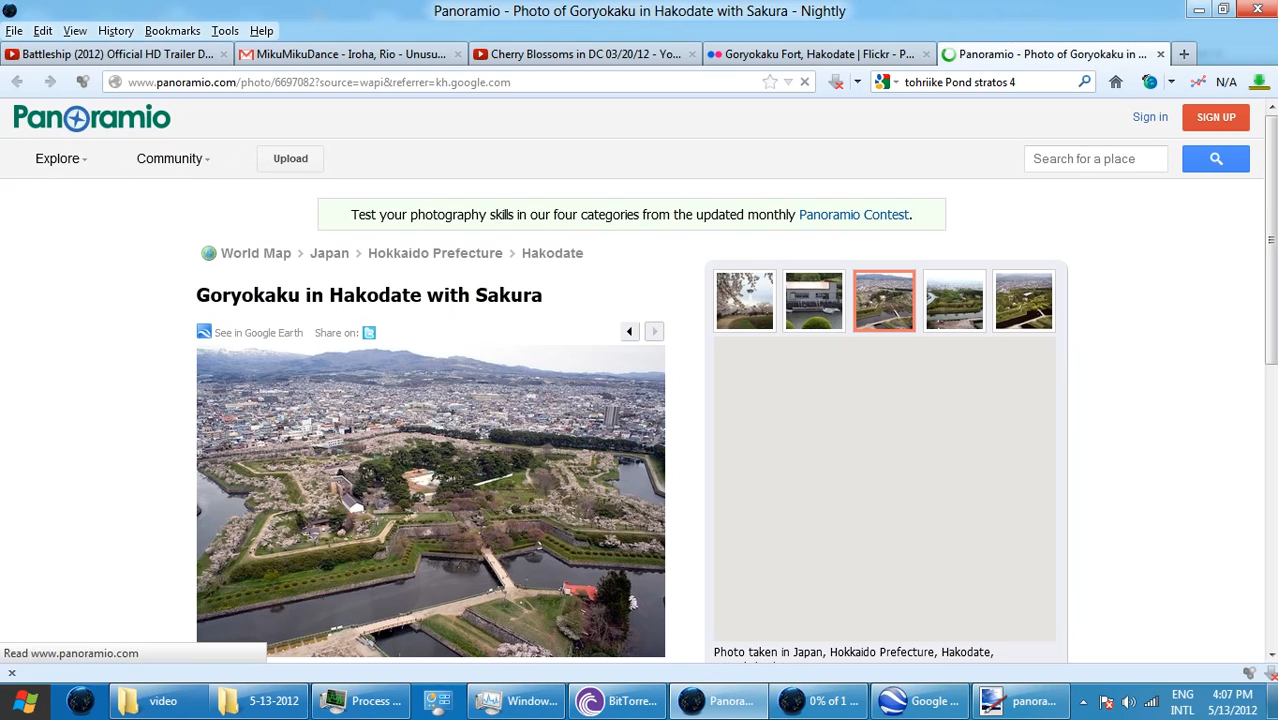 Panoramio - Photo of Goryokaku in Hakodate with Sakura - Nightly
File Edit View History Bookmarks Tools Help
Battleship (2012) Official HD Trailer D...
MikuMikuDance - Iroha, Rio - Unusu...
Cherry Blossoms in DC 03/20/12 - Yo...
Goryokaku Fort, Hakodate | Flickr - P...
Panoramio - Photo of Goryokaku in ...
www.panoramio.com/photo/6697082?source=wapi&referrer=kh.google.com
tohriike Pond stratos 4
N/A
Panoramio
Sign in
SIGN UP
Explore
Community
Upload
Search for a place
Test your photography skills in our four categories from the updated monthly Panoramio Contest.
World Map > Japan > Hokkaido Prefecture > Hakodate
Goryokaku in Hakodate with Sakura
See in Google Earth Share on:
Photo taken in Japan, Hokkaido Prefecture, Hakodate,
Read www.panoramio.com
x
video
5-13-2012
Process ...
Window...
BitTorre...
Panora...
0% of 1 ...
Google ...
panora...
ENG
INTL
4:07 PM
5/13/2012